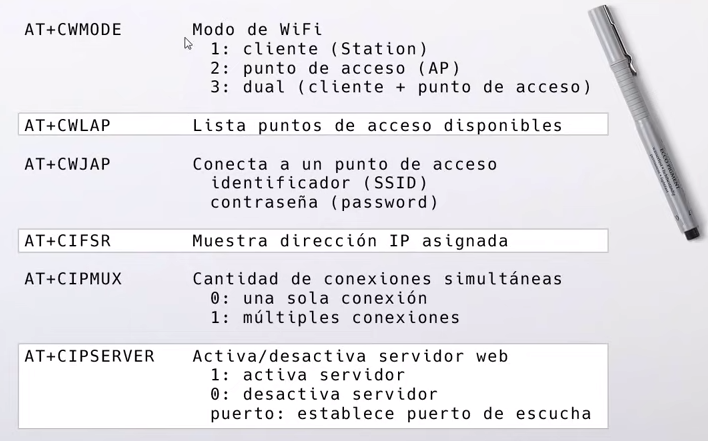 AT+CWMODE Modo de WiFi
1: cliente (Station)
2: punto de acceso (AP)
3: dual (cliente + punto de acceso)
AT+CWLAP Lista puntos de acceso disponibles
AT+CWJAP Conecta a un punto de acceso
identificador (SSID)
contraseña (password)
AT+CIFSR Muestra dirección IP asignada
AT+CIPMUX Cantidad de conexiones simultáneas
0: una sola conexión
1: múltiples conexiones
AT+CIPSERVER Activa/desactiva servidor web
1: activa servidor
0: desactiva servidor
puerto: establece puerto de escucha